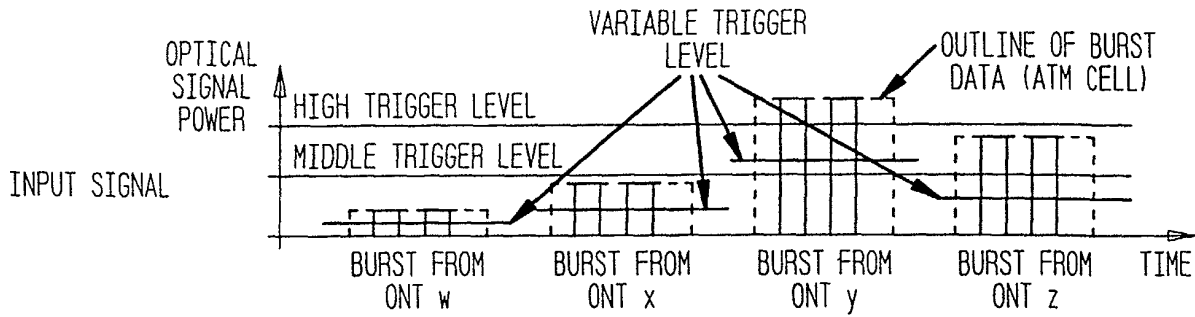 VARIABLE TRIGGER
LEVEL
OPTICAL
SIGNAL
POWER
OUTLINE OF BURST
DATA (ATM CELL)
HIGH TRIGGER LEVEL
MIDDLE TRIGGER LEVEL
INPUT SIGNAL
BURST FROM
ONT w
BURST FROM
ONT x
BURST FROM
ONT y
BURST FROM
ONT z
TIME